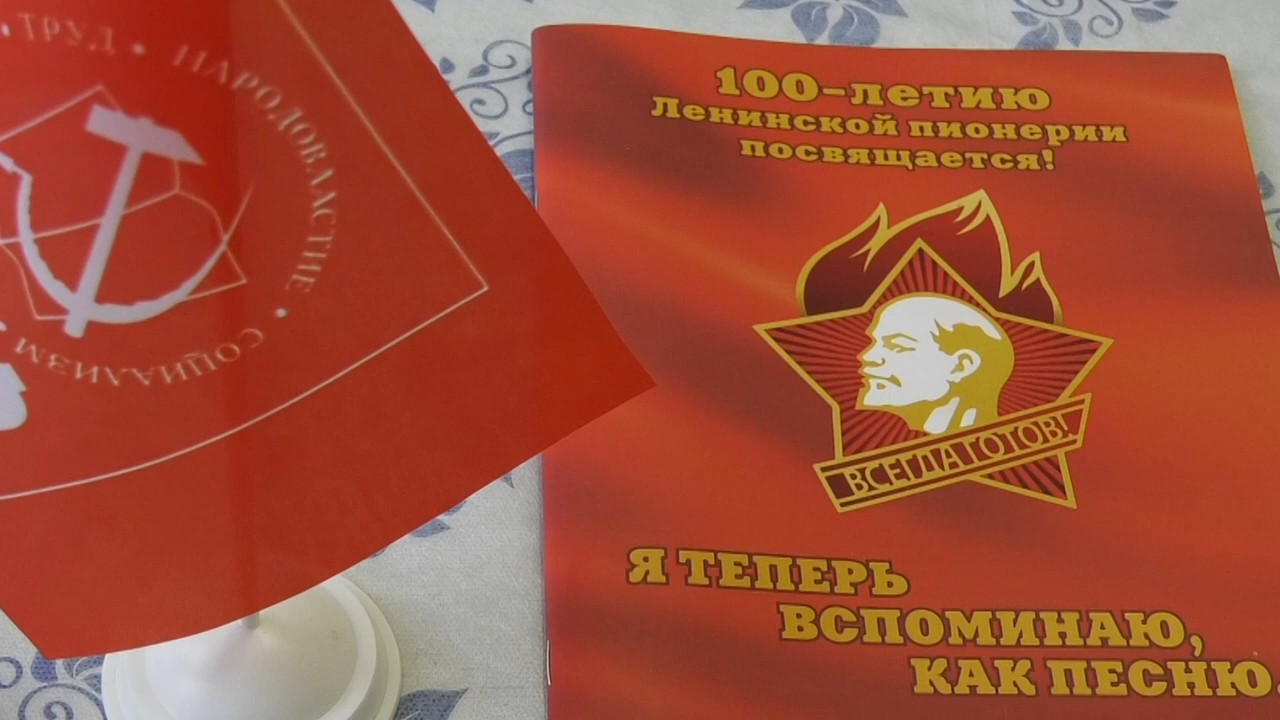 ТРУД • НАРОДОВЛАСТИЕ • СОЦИАЛИЗМ
100-летию
Ленинской пионерии
посвящается!
ВСЕГДА ГОТОВ!
Я ТЕПЕРЬ
ВСПОМИНАЮ,
КАК ПЕСНЮ